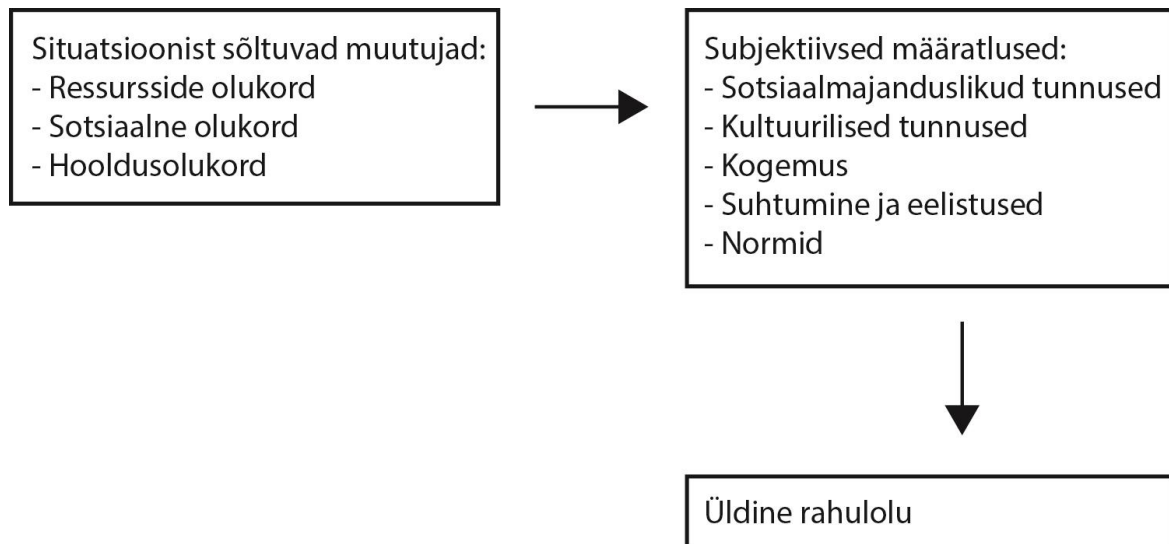 Situatsioonist sõltuvad muutujad:
- Ressursside olukord
- Sotsiaalne olukord
- Hooldusolukord
Subjektiivsed määratlused:
- Sotsiaalmajanduslikud tunnused
- Kultuurilised tunnused
- Kogemus
- Suhtumine ja eelistused
- Normid
Üldine rahulolu